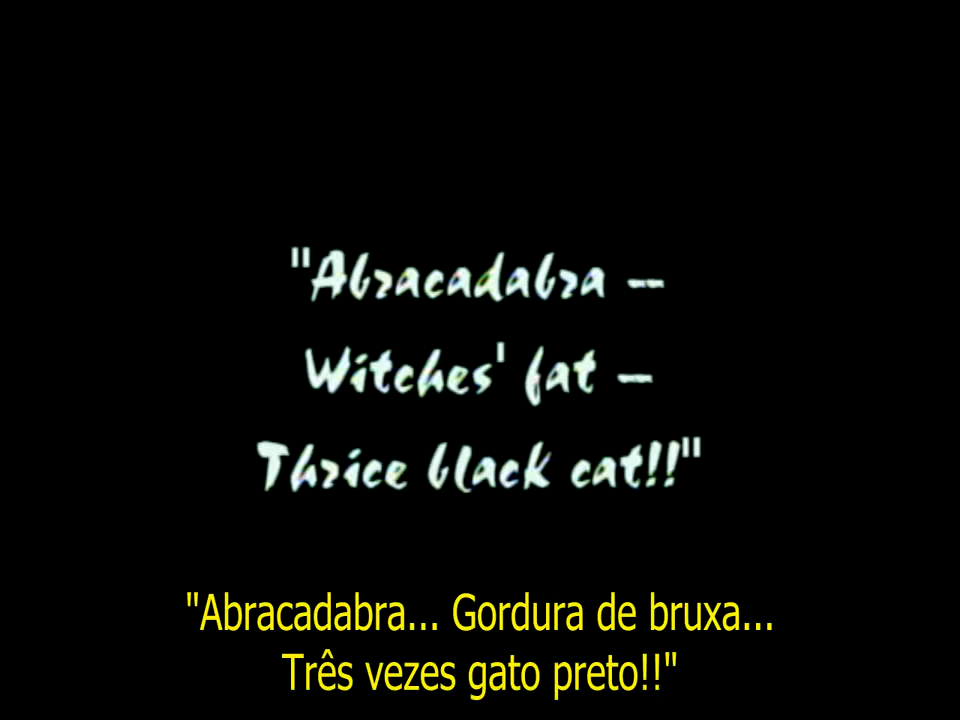 "Abracadabra --
Witches' fat --
Thrice black cat!!"
"Abracadabra... Gordura de bruxa...
Três vezes gato preto!!"